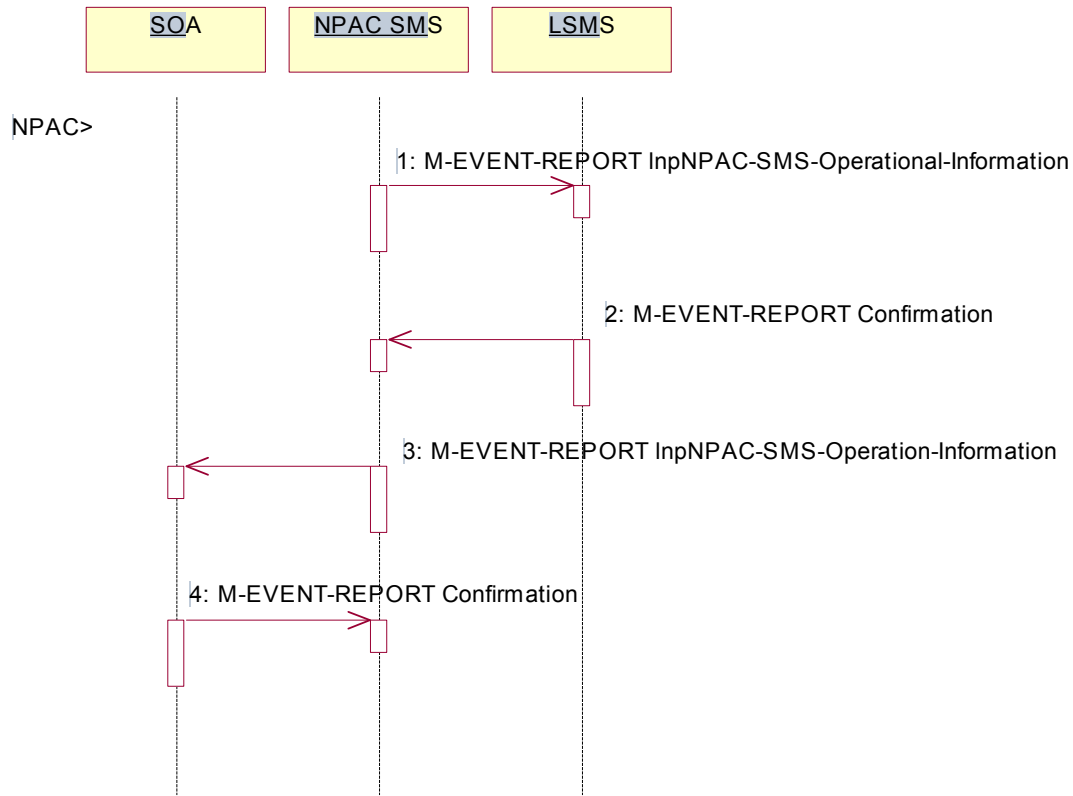 SOA
NPAC SMS
LSMS
NPAC>
1: M-EVENT-REPORT lnpNPAC-SMS-Operational-Information
2: M-EVENT-REPORT Confirmation
3: M-EVENT-REPORT lnpNPAC-SMS-Operation-Information
4: M-EVENT-REPORT Confirmation